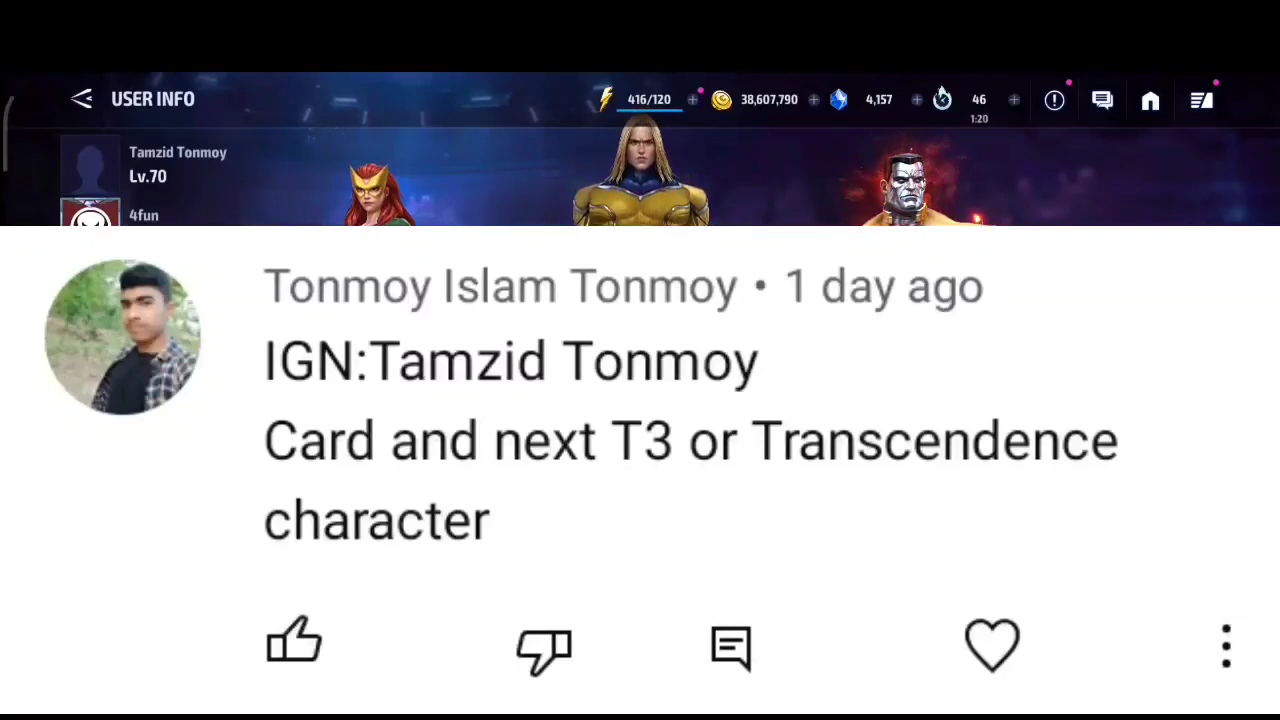 USER INFO
416/120
38,607,790
4,157
46
1:20
Tamzid Tonmoy
Lv.70
4fun
Tonmoy Islam Tonmoy • 1 day ago
IGN:Tamzid Tonmoy
Card and next T3 or Transcendence
character